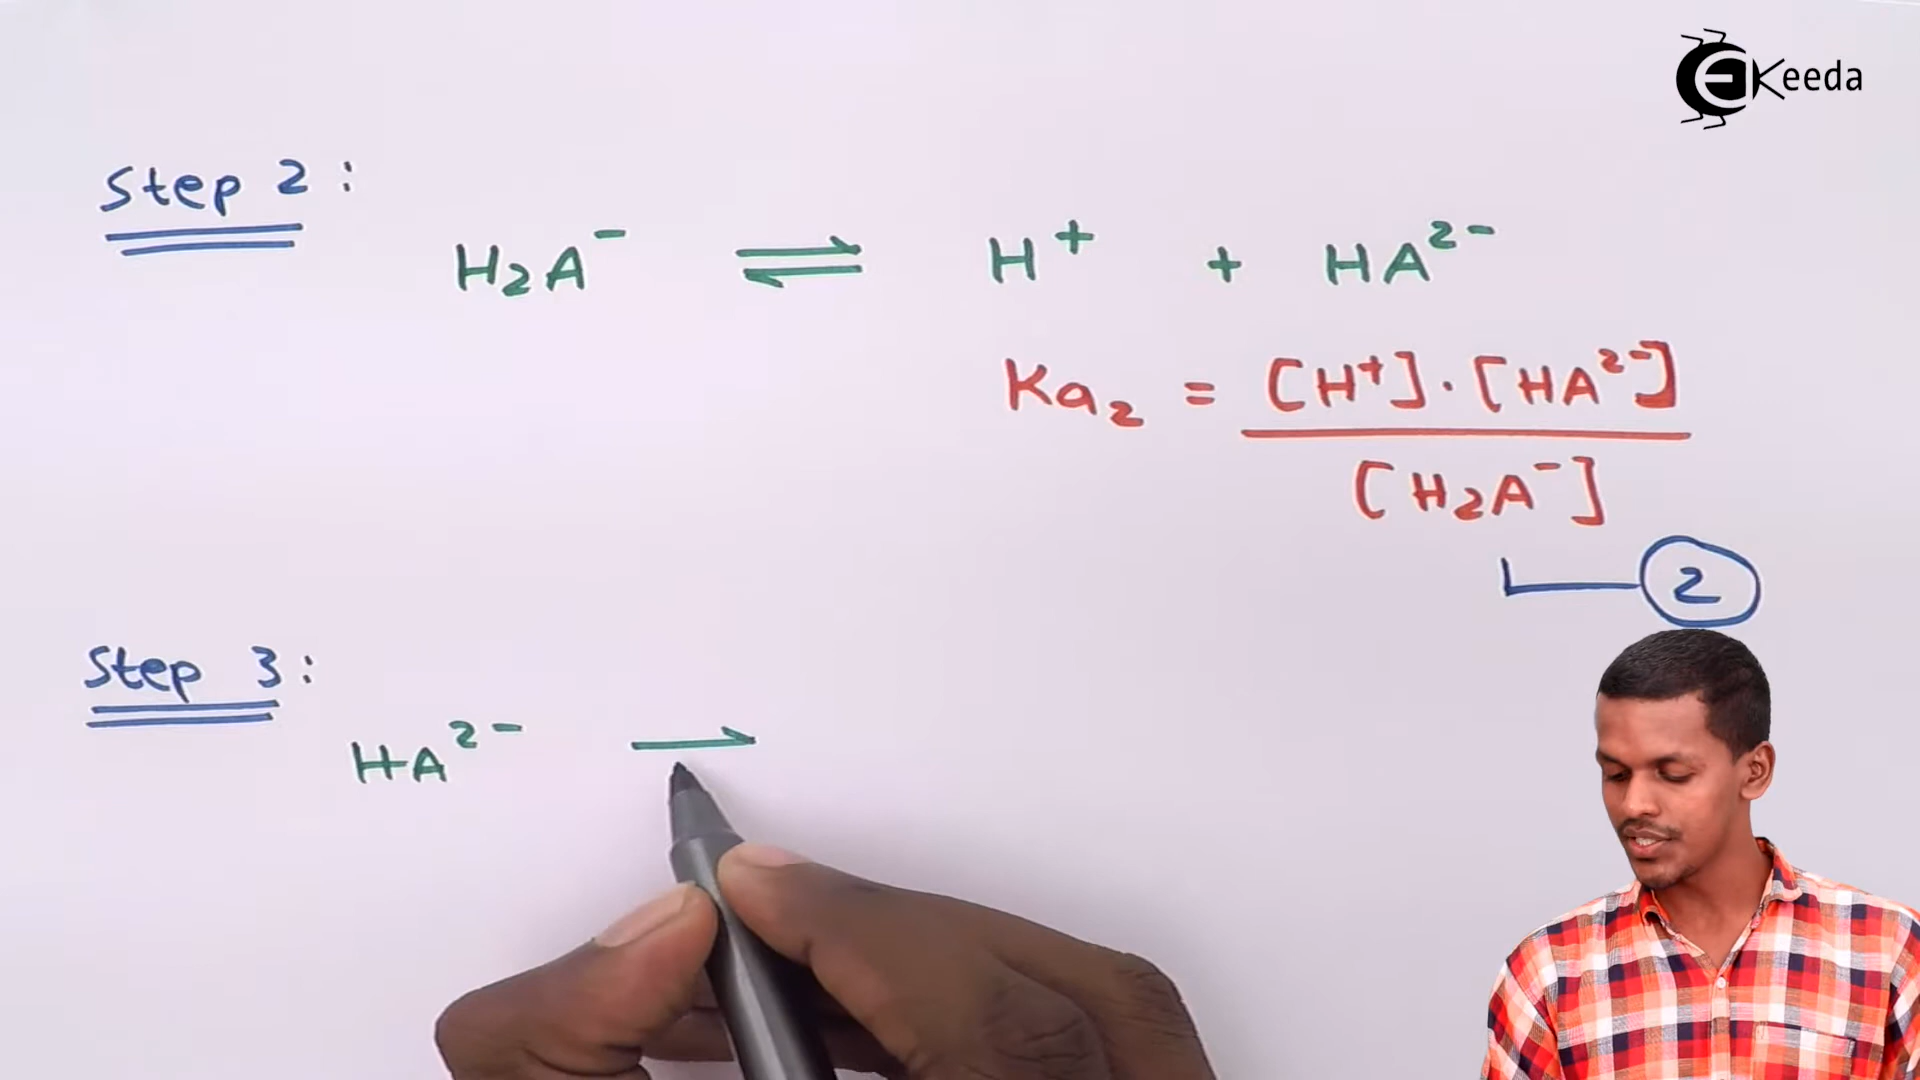 Keeda
Step 2 :
H₂A⁻ ⇌ H⁺ + HA²⁻
Ka₂ = [H⁺] · [HA²⁻]
[H₂A⁻]
2
Step 3 :
HA²⁻ ⇀